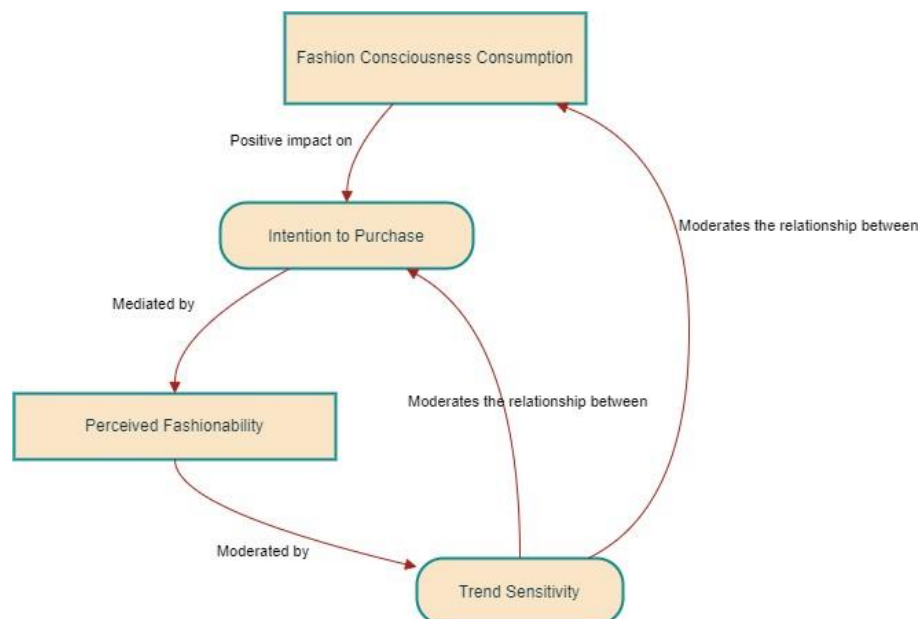 Fashion Consciousness Consumption
Positive impact on
Moderates the relationship between
Intention to Purchase
Mediated by
Moderates the relationship between
Perceived Fashionability
Moderated by
Trend Sensitivity